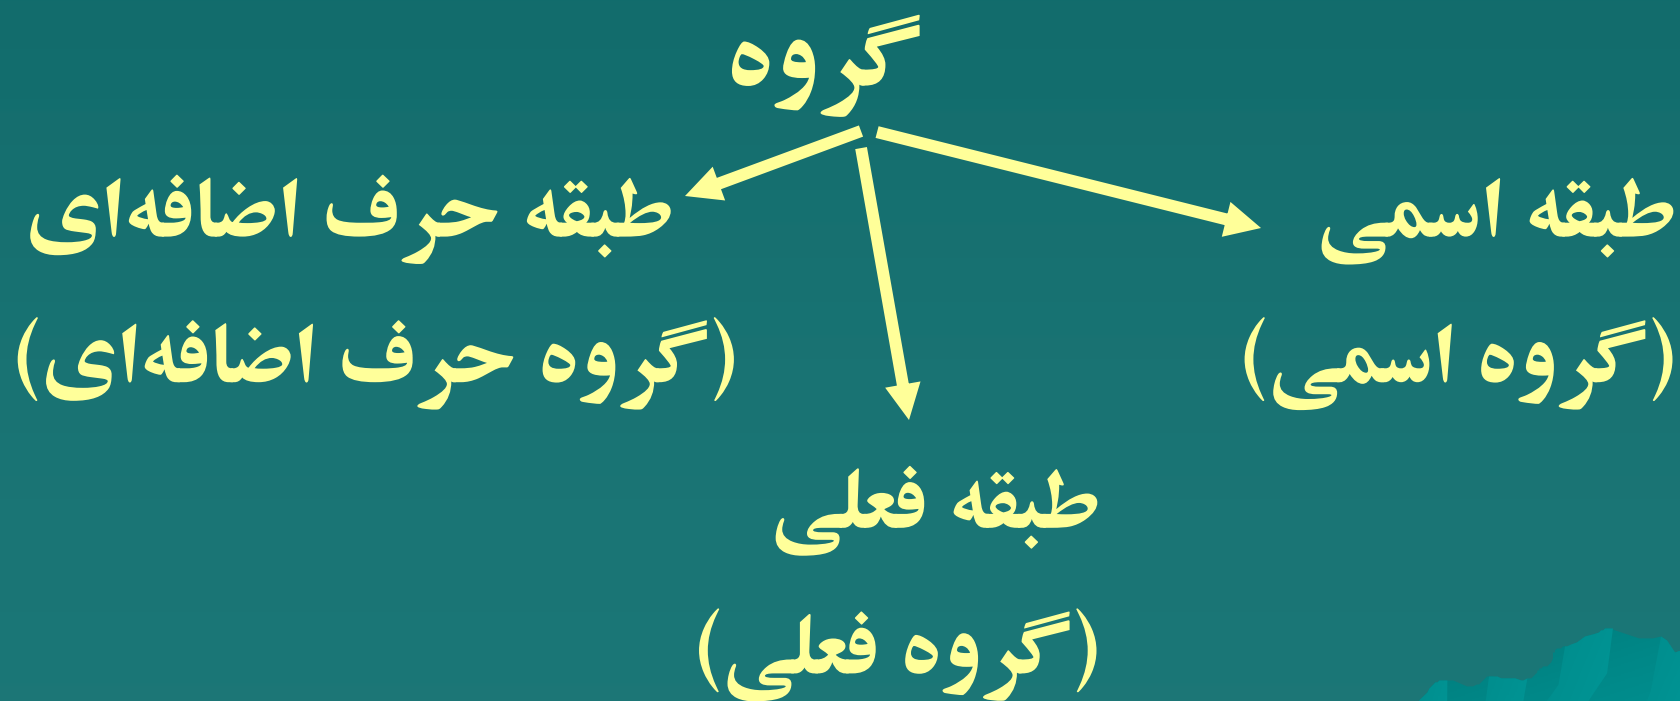 گروه
طبقه اسمی
(گروه اسمی)
طبقه حرف اضافه‌ای
(گروه حرف اضافه‌ای)
طبقه فعلی
(گروه فعلی)